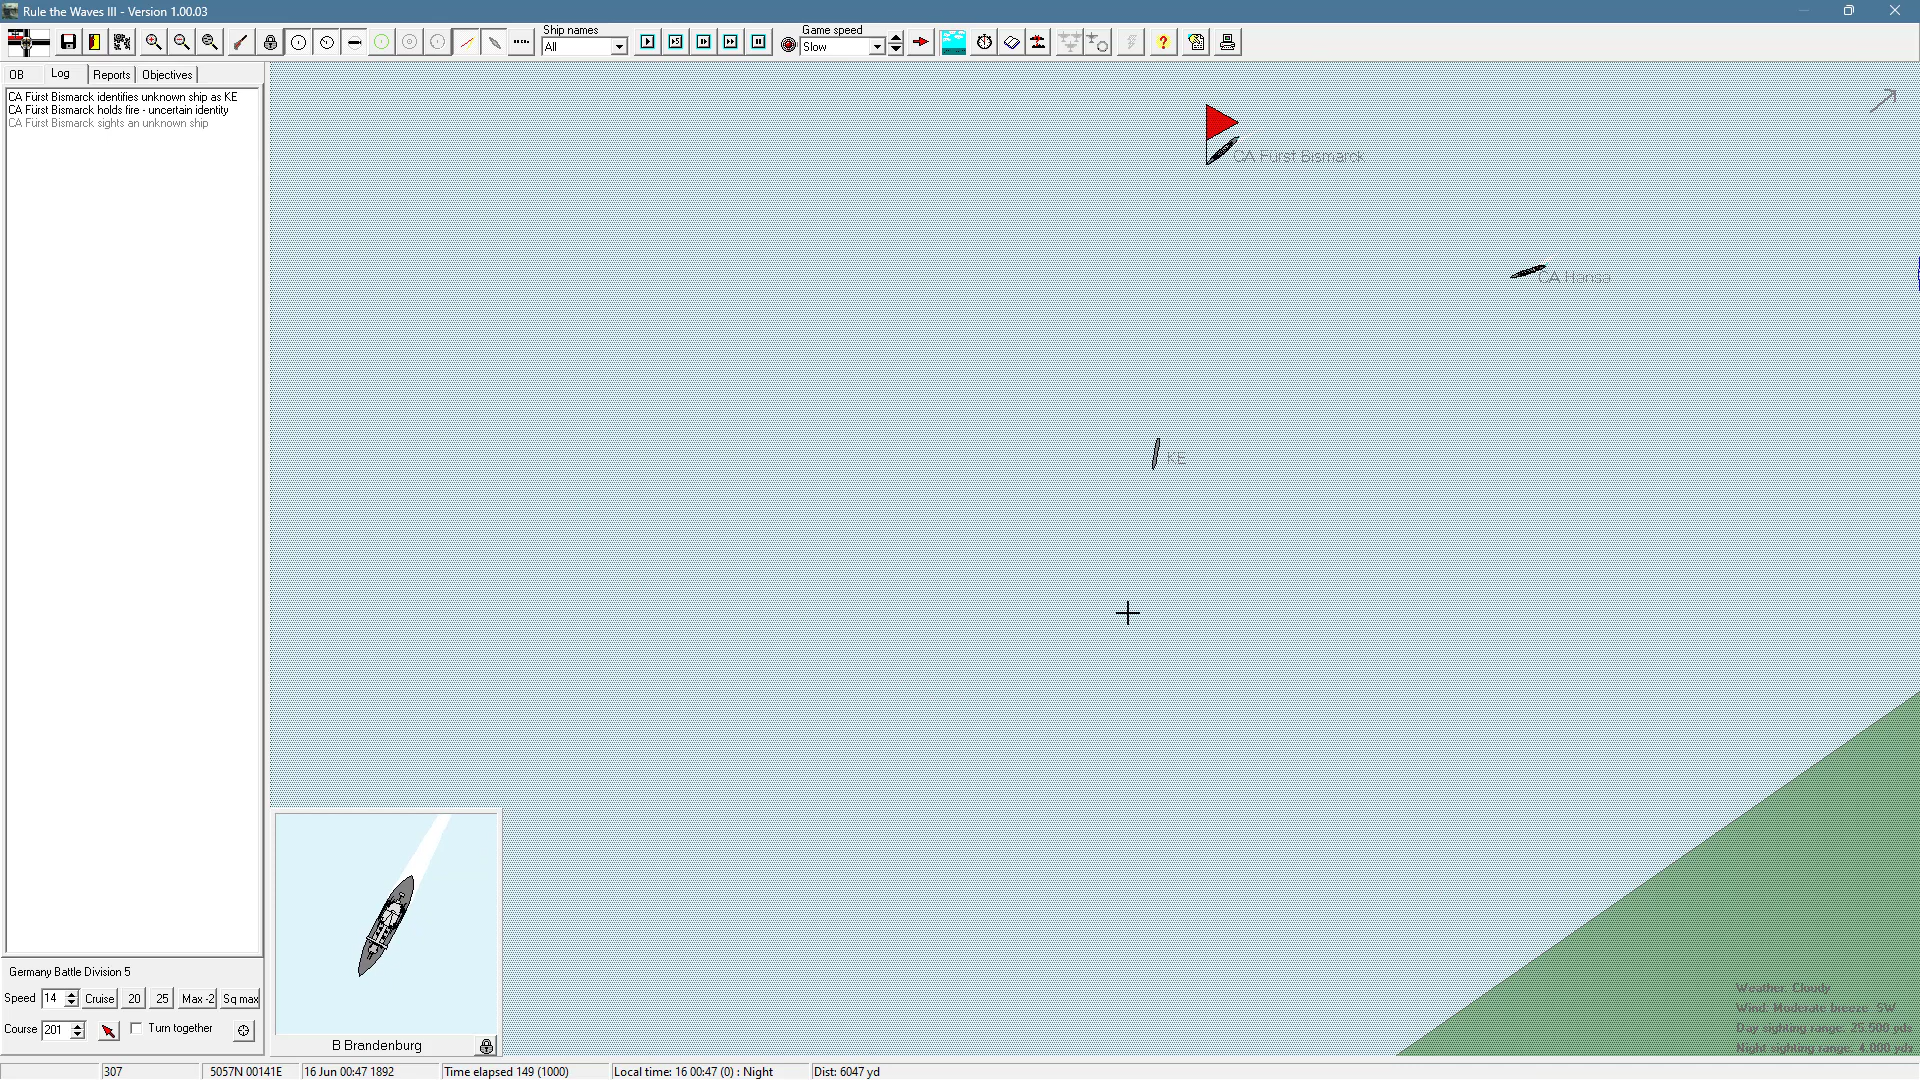 Rule the Waves III - Version 1.00.03
Ship names
All
Game speed
Slow
OB
Log
Reports
Objectives
CA Fürst Bismarck identifies unknown ship as KE
CA Fürst Bismarck holds fire - uncertain identity
CA Fürst Bismarck sights an unknown ship
CA Fürst Bismarck
CA Hansa
KE
Germany Battle Division 5
Speed 14 Cruise 20 25 Max -2 Sq max
Course 201 Turn together
B Brandenburg
Weather: Cloudy
Wind: Moderate breeze SW
Day sighting range: 25.500 yds
Night sighting range: 4.000 yds
307
5057N 00141E
16 Jun 00:47 1892
Time elapsed 149 (1000)
Local time: 16 00:47 (0) : Night
Dist: 6047 yd